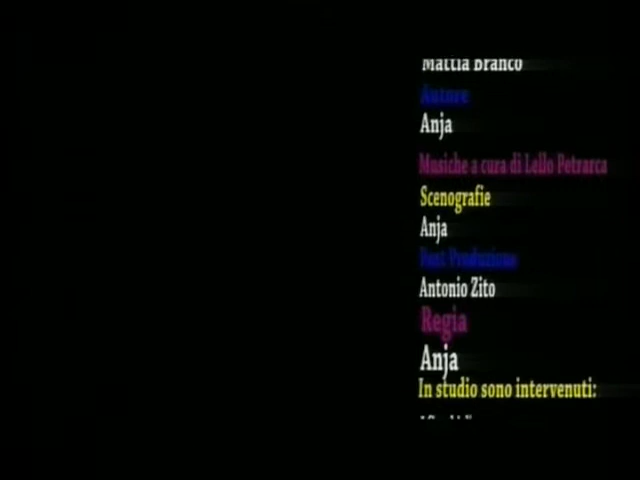 Mattia Branco
Autore
Anja
Musiche a cura di Lello Petrarca
Scenografie
Anja
Post Produzione
Antonio Zito
Regia
Anja
In studio sono intervenuti: